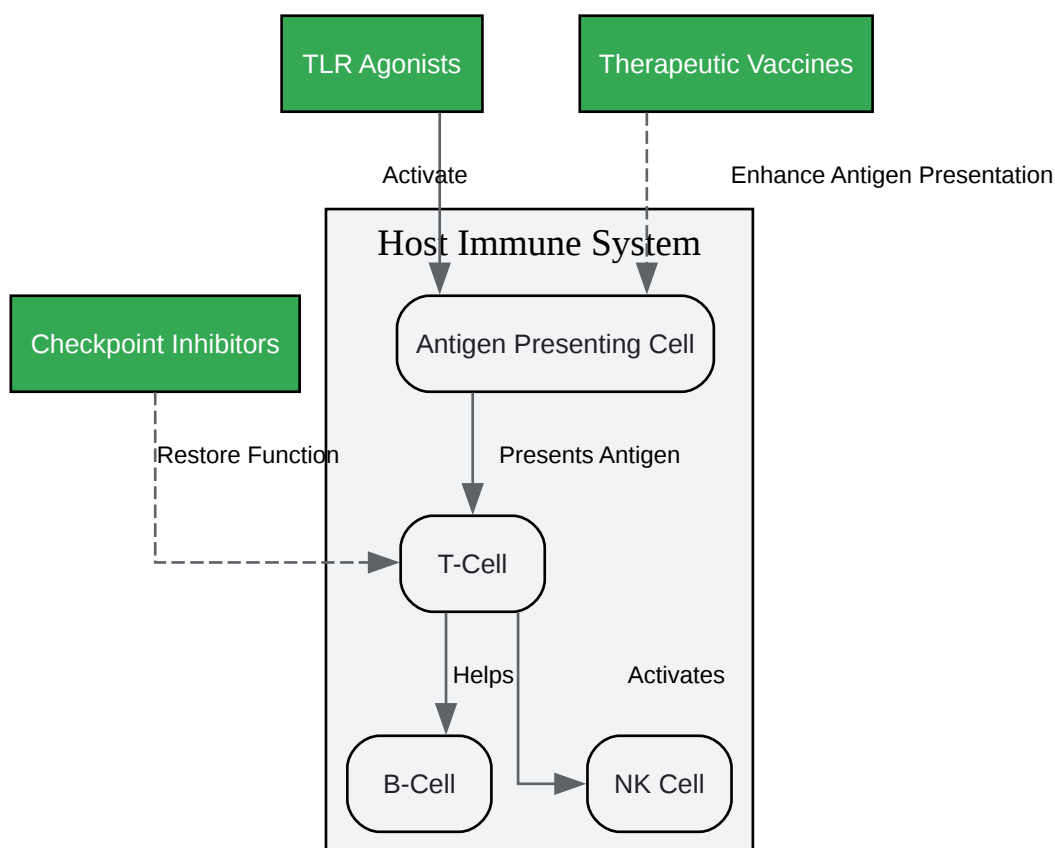 TLR Agonists
Therapeutic Vaccines
Activate
Enhance Antigen Presentation
Host Immune System
Checkpoint Inhibitors
Antigen Presenting Cell
Restore Function
Presents Antigen
T-Cell
Helps
Activates
B-Cell
NK Cell